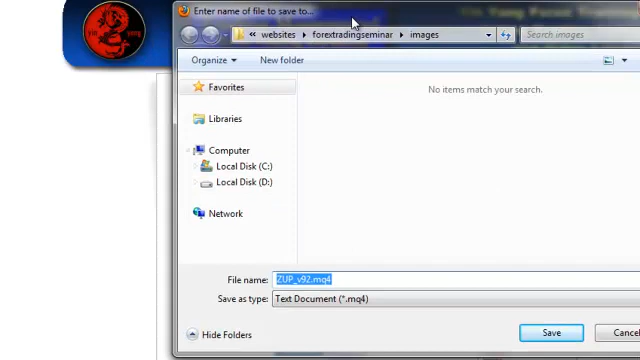 Enter name of file to save to...
« websites ▸ forextradingseminar ▸ images
Search images
Organize
New folder
Favorites
No items match your search.
Libraries
Computer
Local Disk (C:)
Local Disk (D:)
Network
File name: ZUP_v92.mq4
Save as type: Text Document (*.mq4)
Hide Folders
Save
Cancel